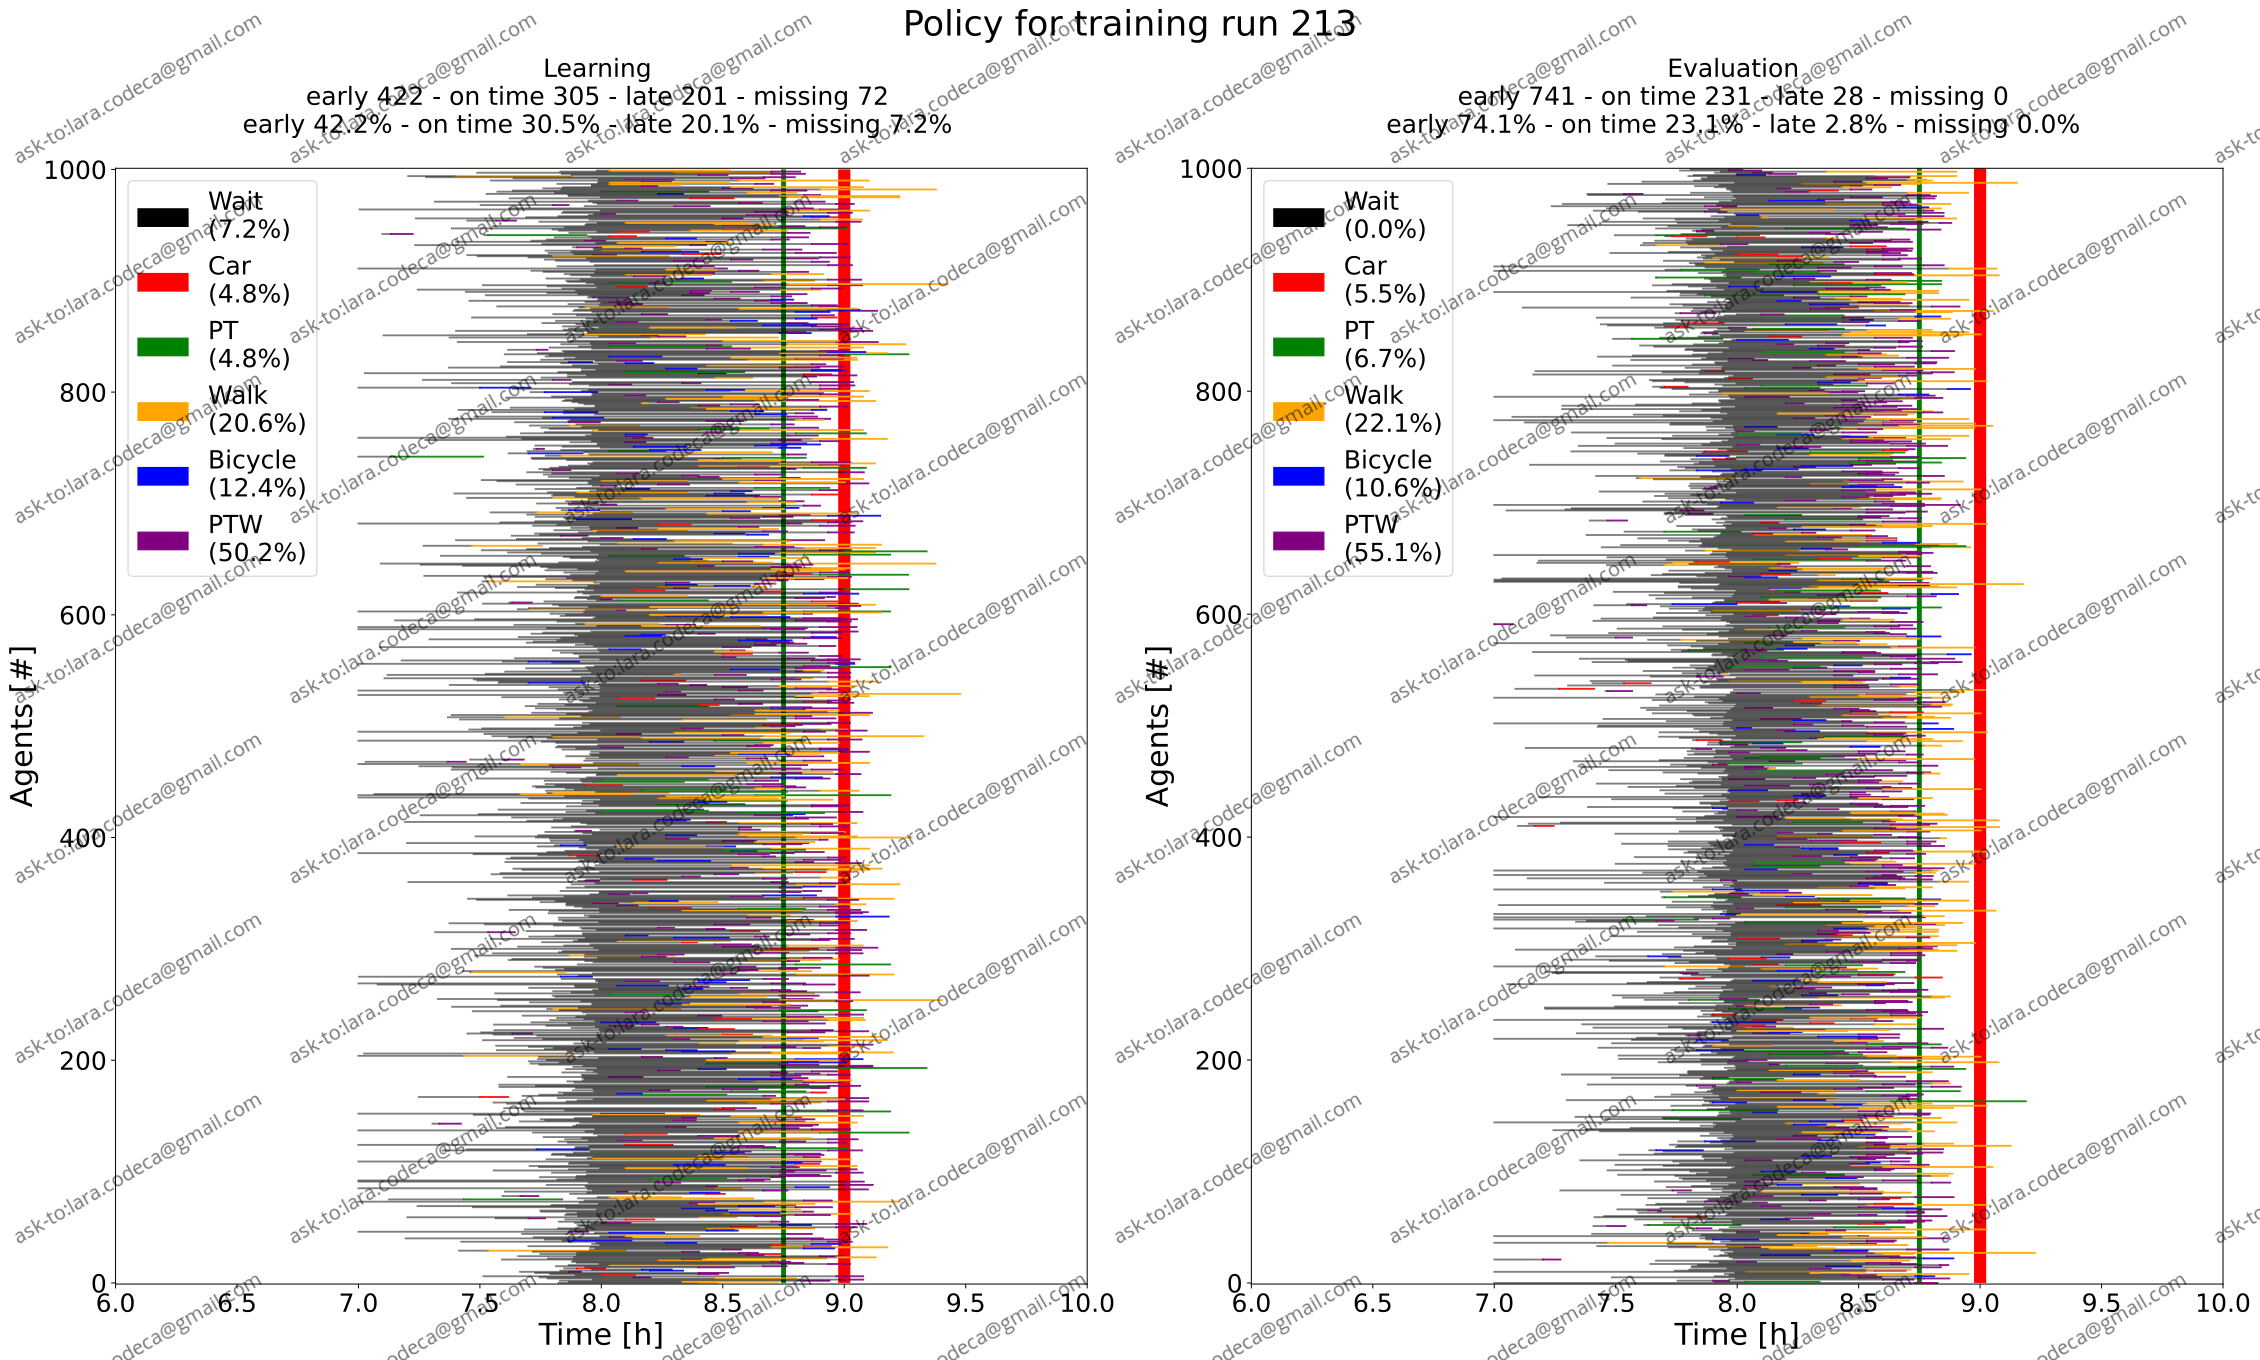 Policy for training run 213
Learning
early 422 - on time 305 - late 201 - missing 72
early 42.2% - on time 30.5% - late 20.1% - missing 7.2%
Evaluation
early 741 - on time 231 - late 28 - missing 0
early 74.1% - on time 23.1% - late 2.8% - missing 0.0%
Wait
(7.2%)
Car
(4.8%)
PT
(4.8%)
Walk
(20.6%)
Bicycle
(12.4%)
PTW
(50.2%)
Wait
(0.0%)
Car
(5.5%)
PT
(6.7%)
Walk
(22.1%)
Bicycle
(10.6%)
PTW
(55.1%)
Agents [#]
1000
800
600
400
200
0
6.0 6.5 7.0 7.5 8.0 8.5 9.0 9.5 10.0
Time [h]
Agents [#]
1000
800
600
400
200
0
6.0 6.5 7.0 7.5 8.0 8.5 9.0 9.5 10.0
Time [h]
ask-to:lara.codeca@gmail.com